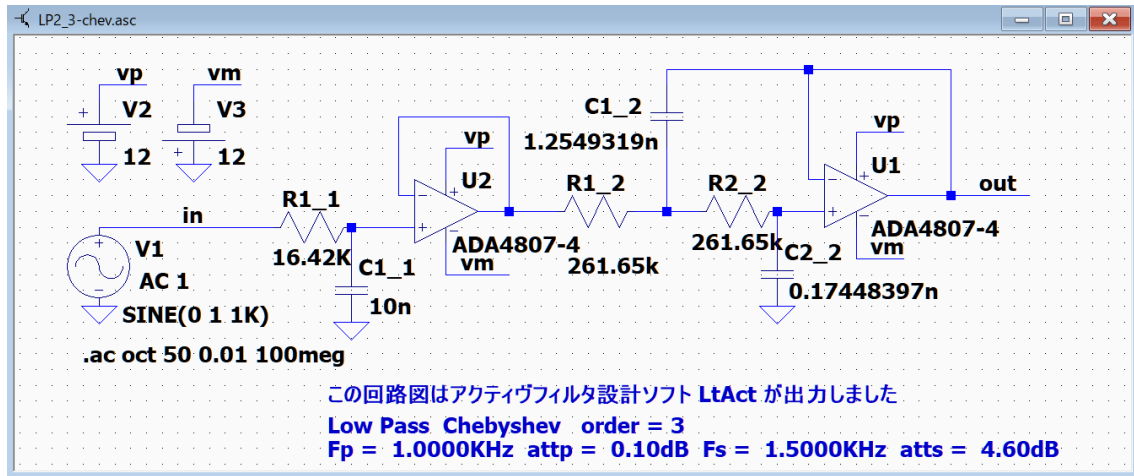 LP2_3-chev.asc
vp
vm
V2
V3
+
+
12
12
in
V1
+
−
AC 1
SINE(0 1 1K)
.ac oct 50 0.01 100meg
R1_1
16.42K
C1_1
10n
vp
U2
−
+
+
−
ADA4807-4
vm
R1_2
261.65k
C1_2
1.2549319n
R2_2
261.65k
C2_2
0.17448397n
vp
U1
−
+
+
−
ADA4807-4
vm
out
この回路図はアクティヴフィルタ設計ソフト LtAct が出力しました
Low Pass Chebyshev order = 3
Fp = 1.0000KHz attp = 0.10dB Fs = 1.5000KHz atts = 4.60dB